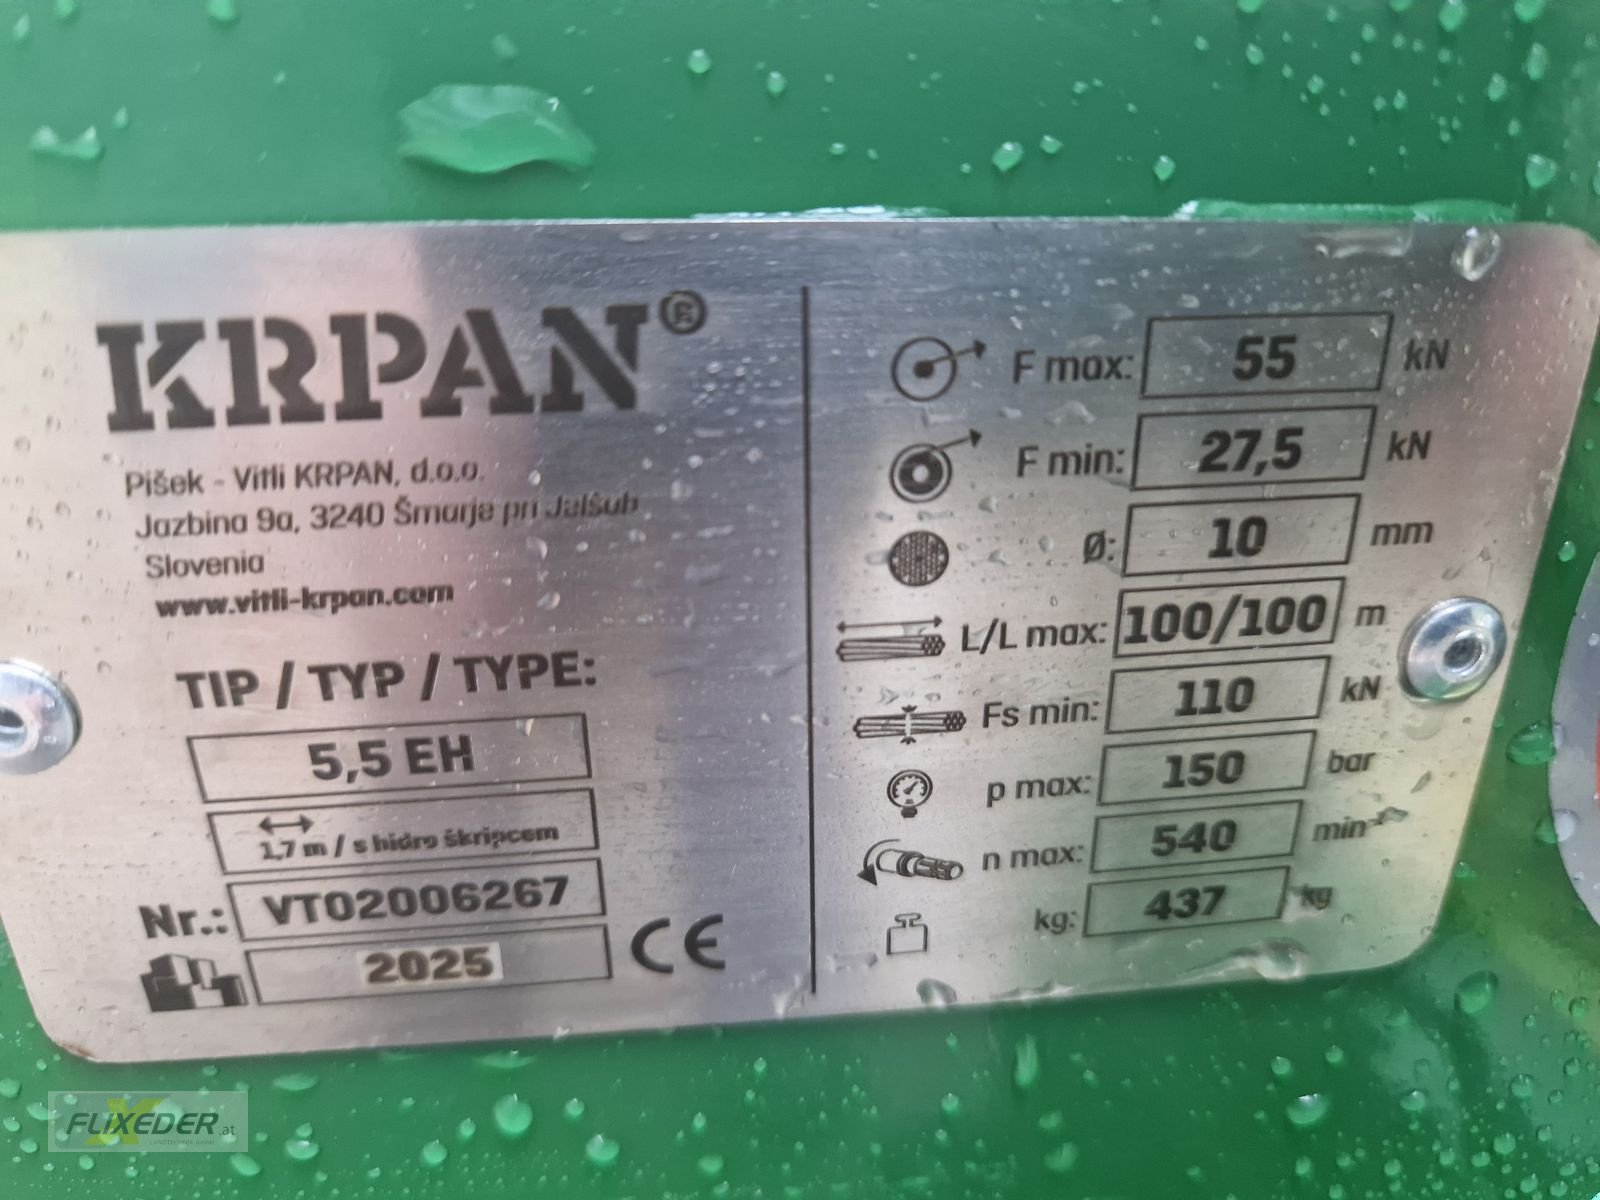 KRPAN®
Pišek - Vitli KRPAN, d.o.o.
Jazbina 9a, 3240 Šmarje pri Jelšah
Slovenia
www.vitli-krpan.com
TIP / TYP / TYPE:
5,5 EH
1,7 m / s hidro škripcem
Nr.: VT02006267
2025 CE
F max: 55 kN
F min: 27,5 kN
Ø: 10 mm
L/L max: 100/100 m
Fs min: 110 kN
p max: 150 bar
n max: 540 min⁻¹
kg: 437 kg
FLIXEDER.at
LANDTECHNIK GmbH